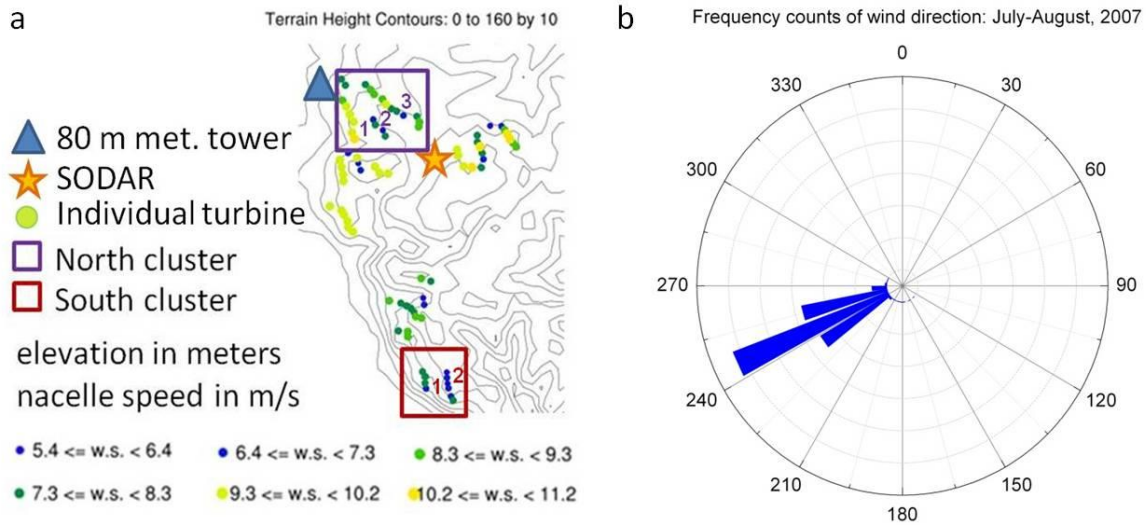 a
Terrain Height Contours: 0 to 160 by 10
3
2
1
80 m met. tower
SODAR
Individual turbine
North cluster
South cluster
elevation in meters
nacelle speed in m/s
1 2
5.4 <= w.s. < 6.4
6.4 <= w.s. < 7.3
8.3 <= w.s. < 9.3
7.3 <= w.s. < 8.3
9.3 <= w.s. < 10.2
10.2 <= w.s. < 11.2
b
Frequency counts of wind direction: July-August, 2007
0
30
60
90
120
150
180
210
240
270
300
330